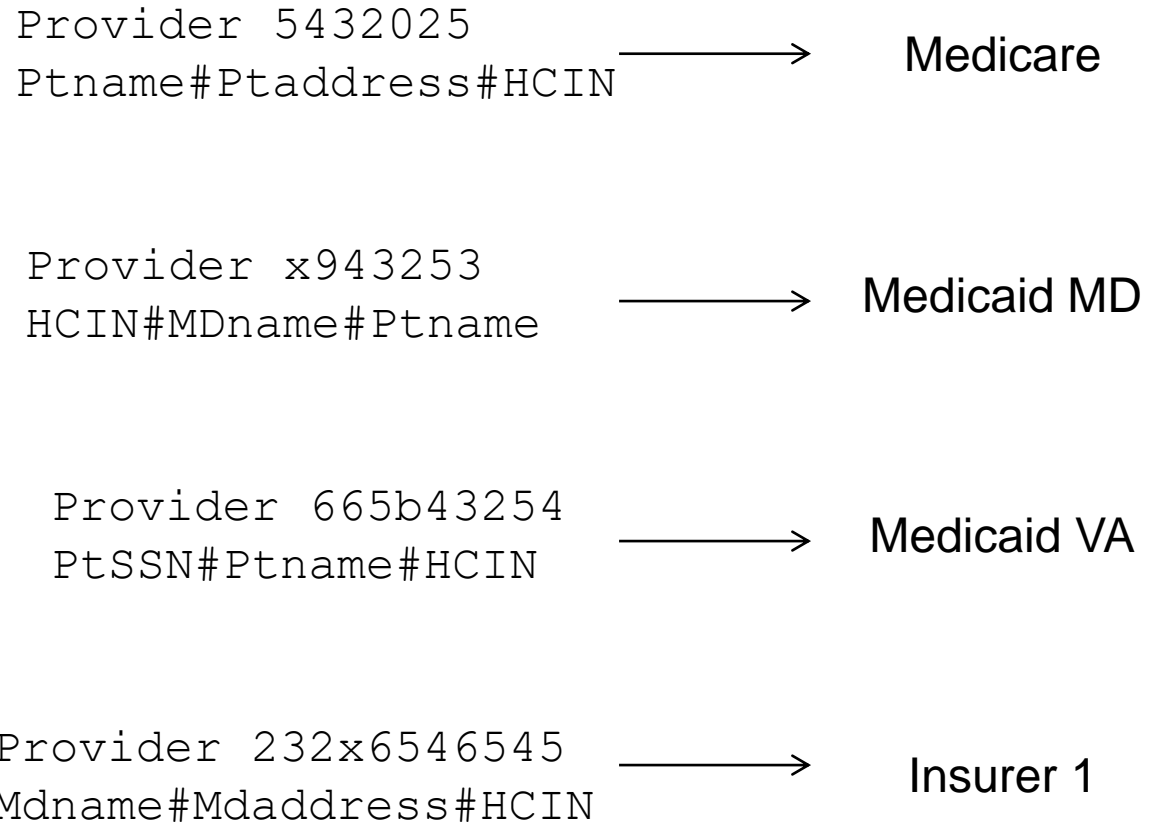 Provider 5432025
Ptname#Ptaddress#HCIN
Medicare
Provider x943253
HCIN#MDname#Ptname
Medicaid MD
Provider 665b43254
PtSSN#Ptname#HCIN
Medicaid VA
Provider 232x6546545
Mdname#Mdaddress#HCIN
Insurer 1